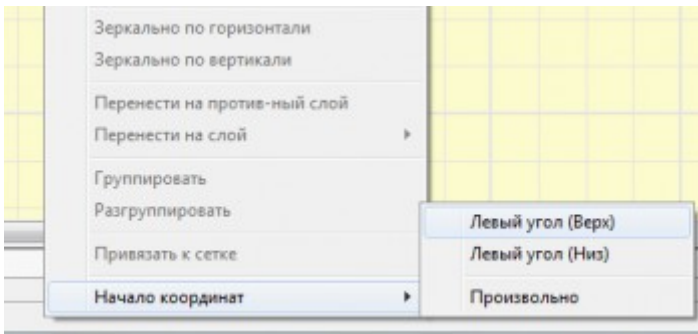 Зеркально по горизонтали
Зеркально по вертикали
Перенести на против-ный слой
Перенести на слой
Группировать
Разгруппировать
Привязать к сетке
Начало координат
Левый угол (Верх)
Левый угол (Низ)
Произвольно